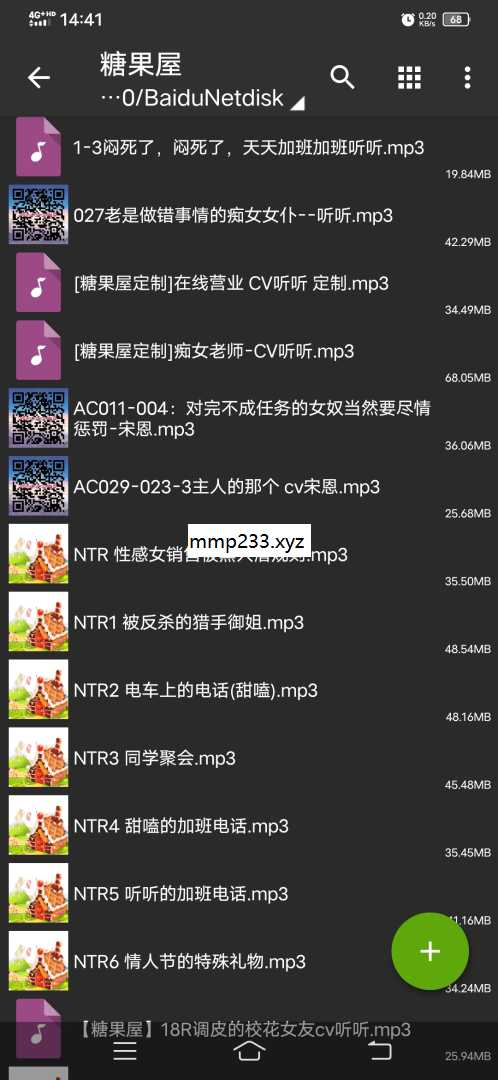 4G+HD 14:41 0.20 KB/s 68
糖果屋
…0/BaiduNetdisk
1-3闷死了，闷死了，天天加班加班听听.mp3
19.84MB
027老是做错事情的痴女女仆--听听.mp3
42.29MB
[糖果屋定制]在线营业 CV听听 定制.mp3
34.49MB
[糖果屋定制]痴女老师-CV听听.mp3
68.05MB
AC011-004：对完不成任务的女奴当然要尽情
惩罚-宋恩.mp3
36.06MB
AC029-023-3主人的那个 cv宋恩.mp3
25.68MB
mmp233.xyz
NTR 性感女销售被黑人潜规则.mp3
35.50MB
NTR1 被反杀的猎手御姐.mp3
48.54MB
NTR2 电车上的电话(甜嗑).mp3
48.16MB
NTR3 同学聚会.mp3
45.48MB
NTR4 甜嗑的加班电话.mp3
35.45MB
NTR5 听听的加班电话.mp3
41.16MB
NTR6 情人节的特殊礼物.mp3
34.24MB
【糖果屋】18R调皮的校花女友cv听听.mp3
25.94MB